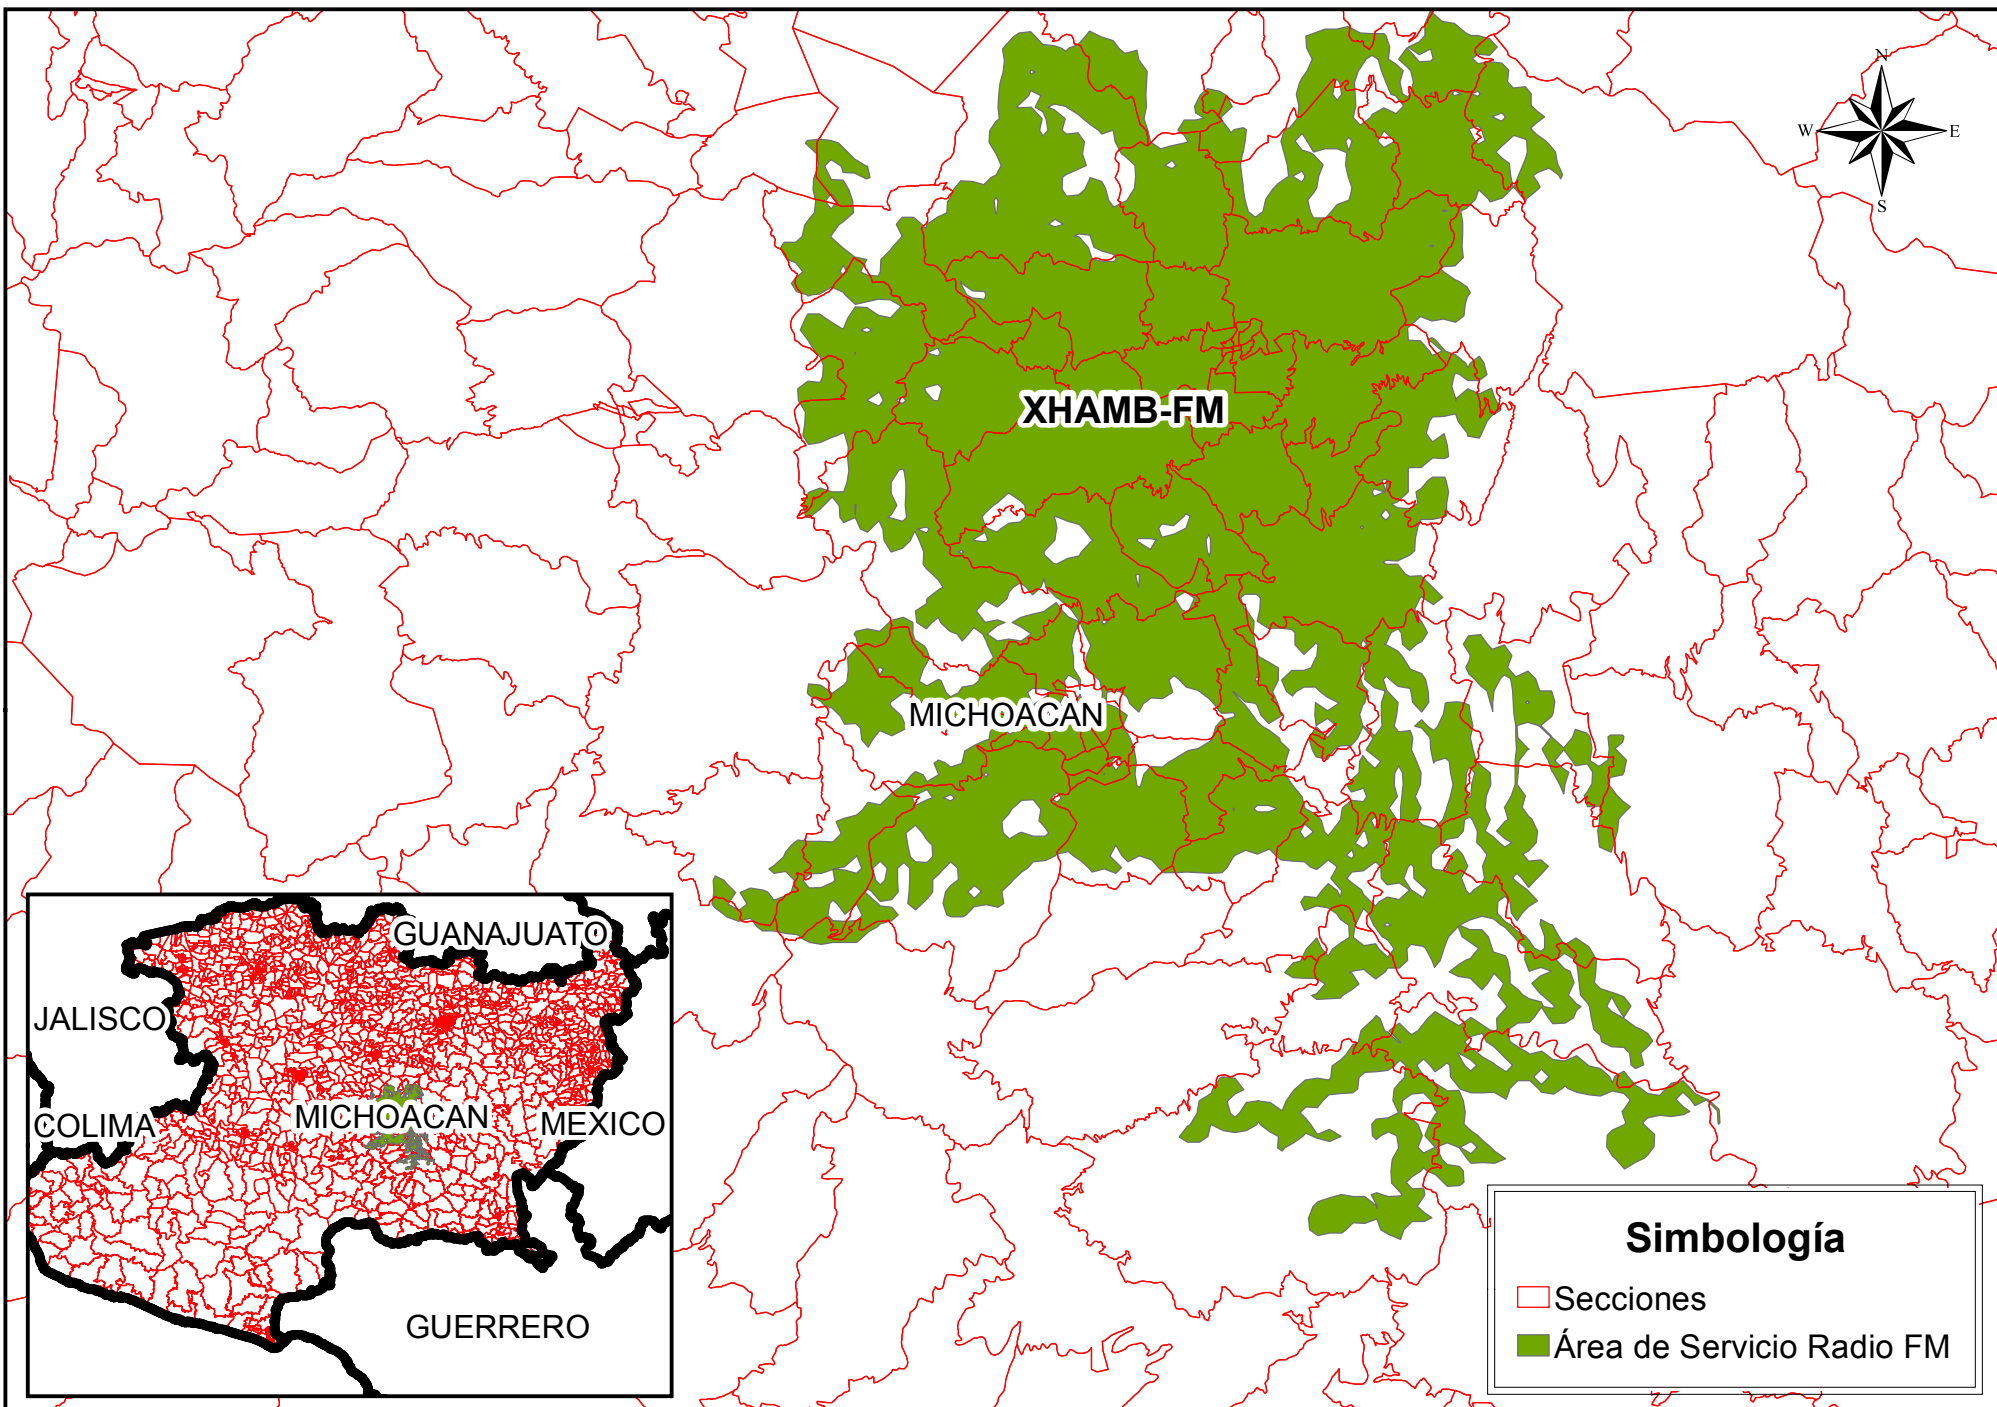 N
W E
S
XHAMB-FM
MICHOACAN
GUANAJUATO
JALISCO
COLIMA
MICHOACAN
MEXICO
GUERRERO
Simbología
Secciones
Área de Servicio Radio FM